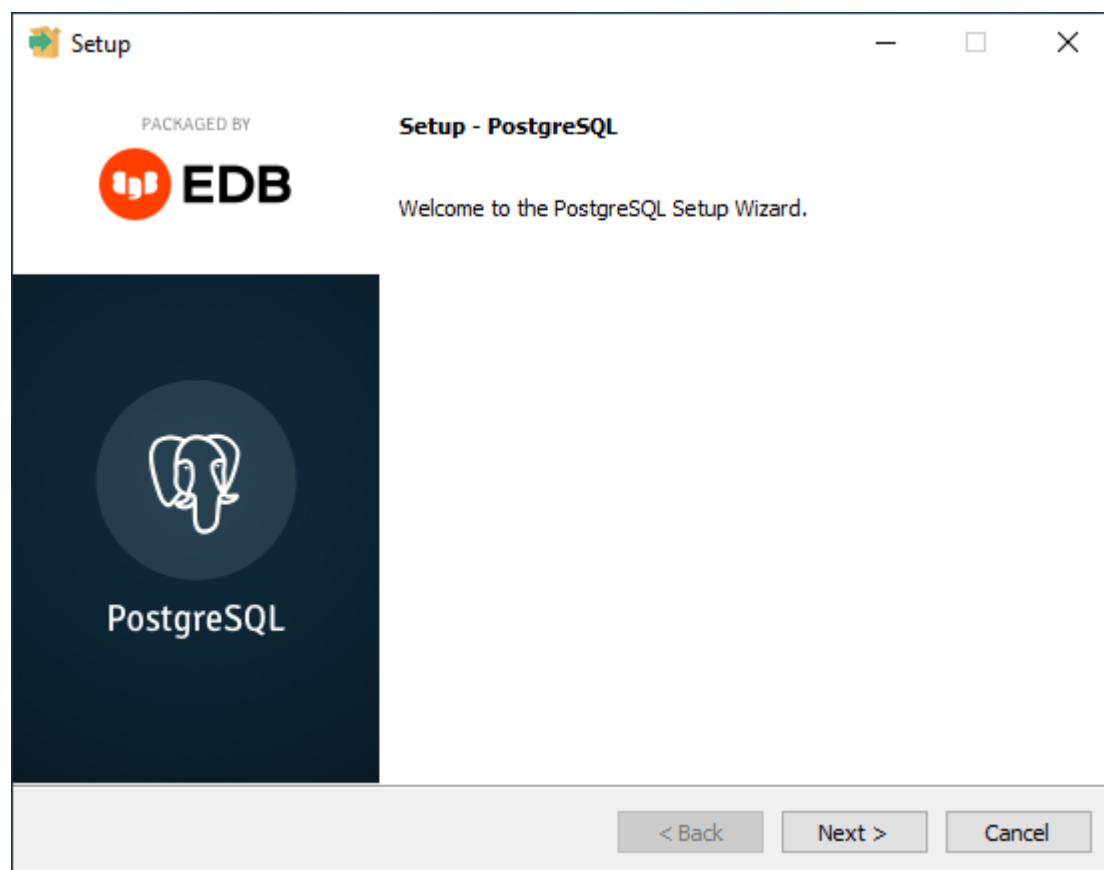 Setup
PACKAGED BY
EDB
Setup - PostgreSQL
Welcome to the PostgreSQL Setup Wizard.
PostgreSQL
< Back
Next >
Cancel